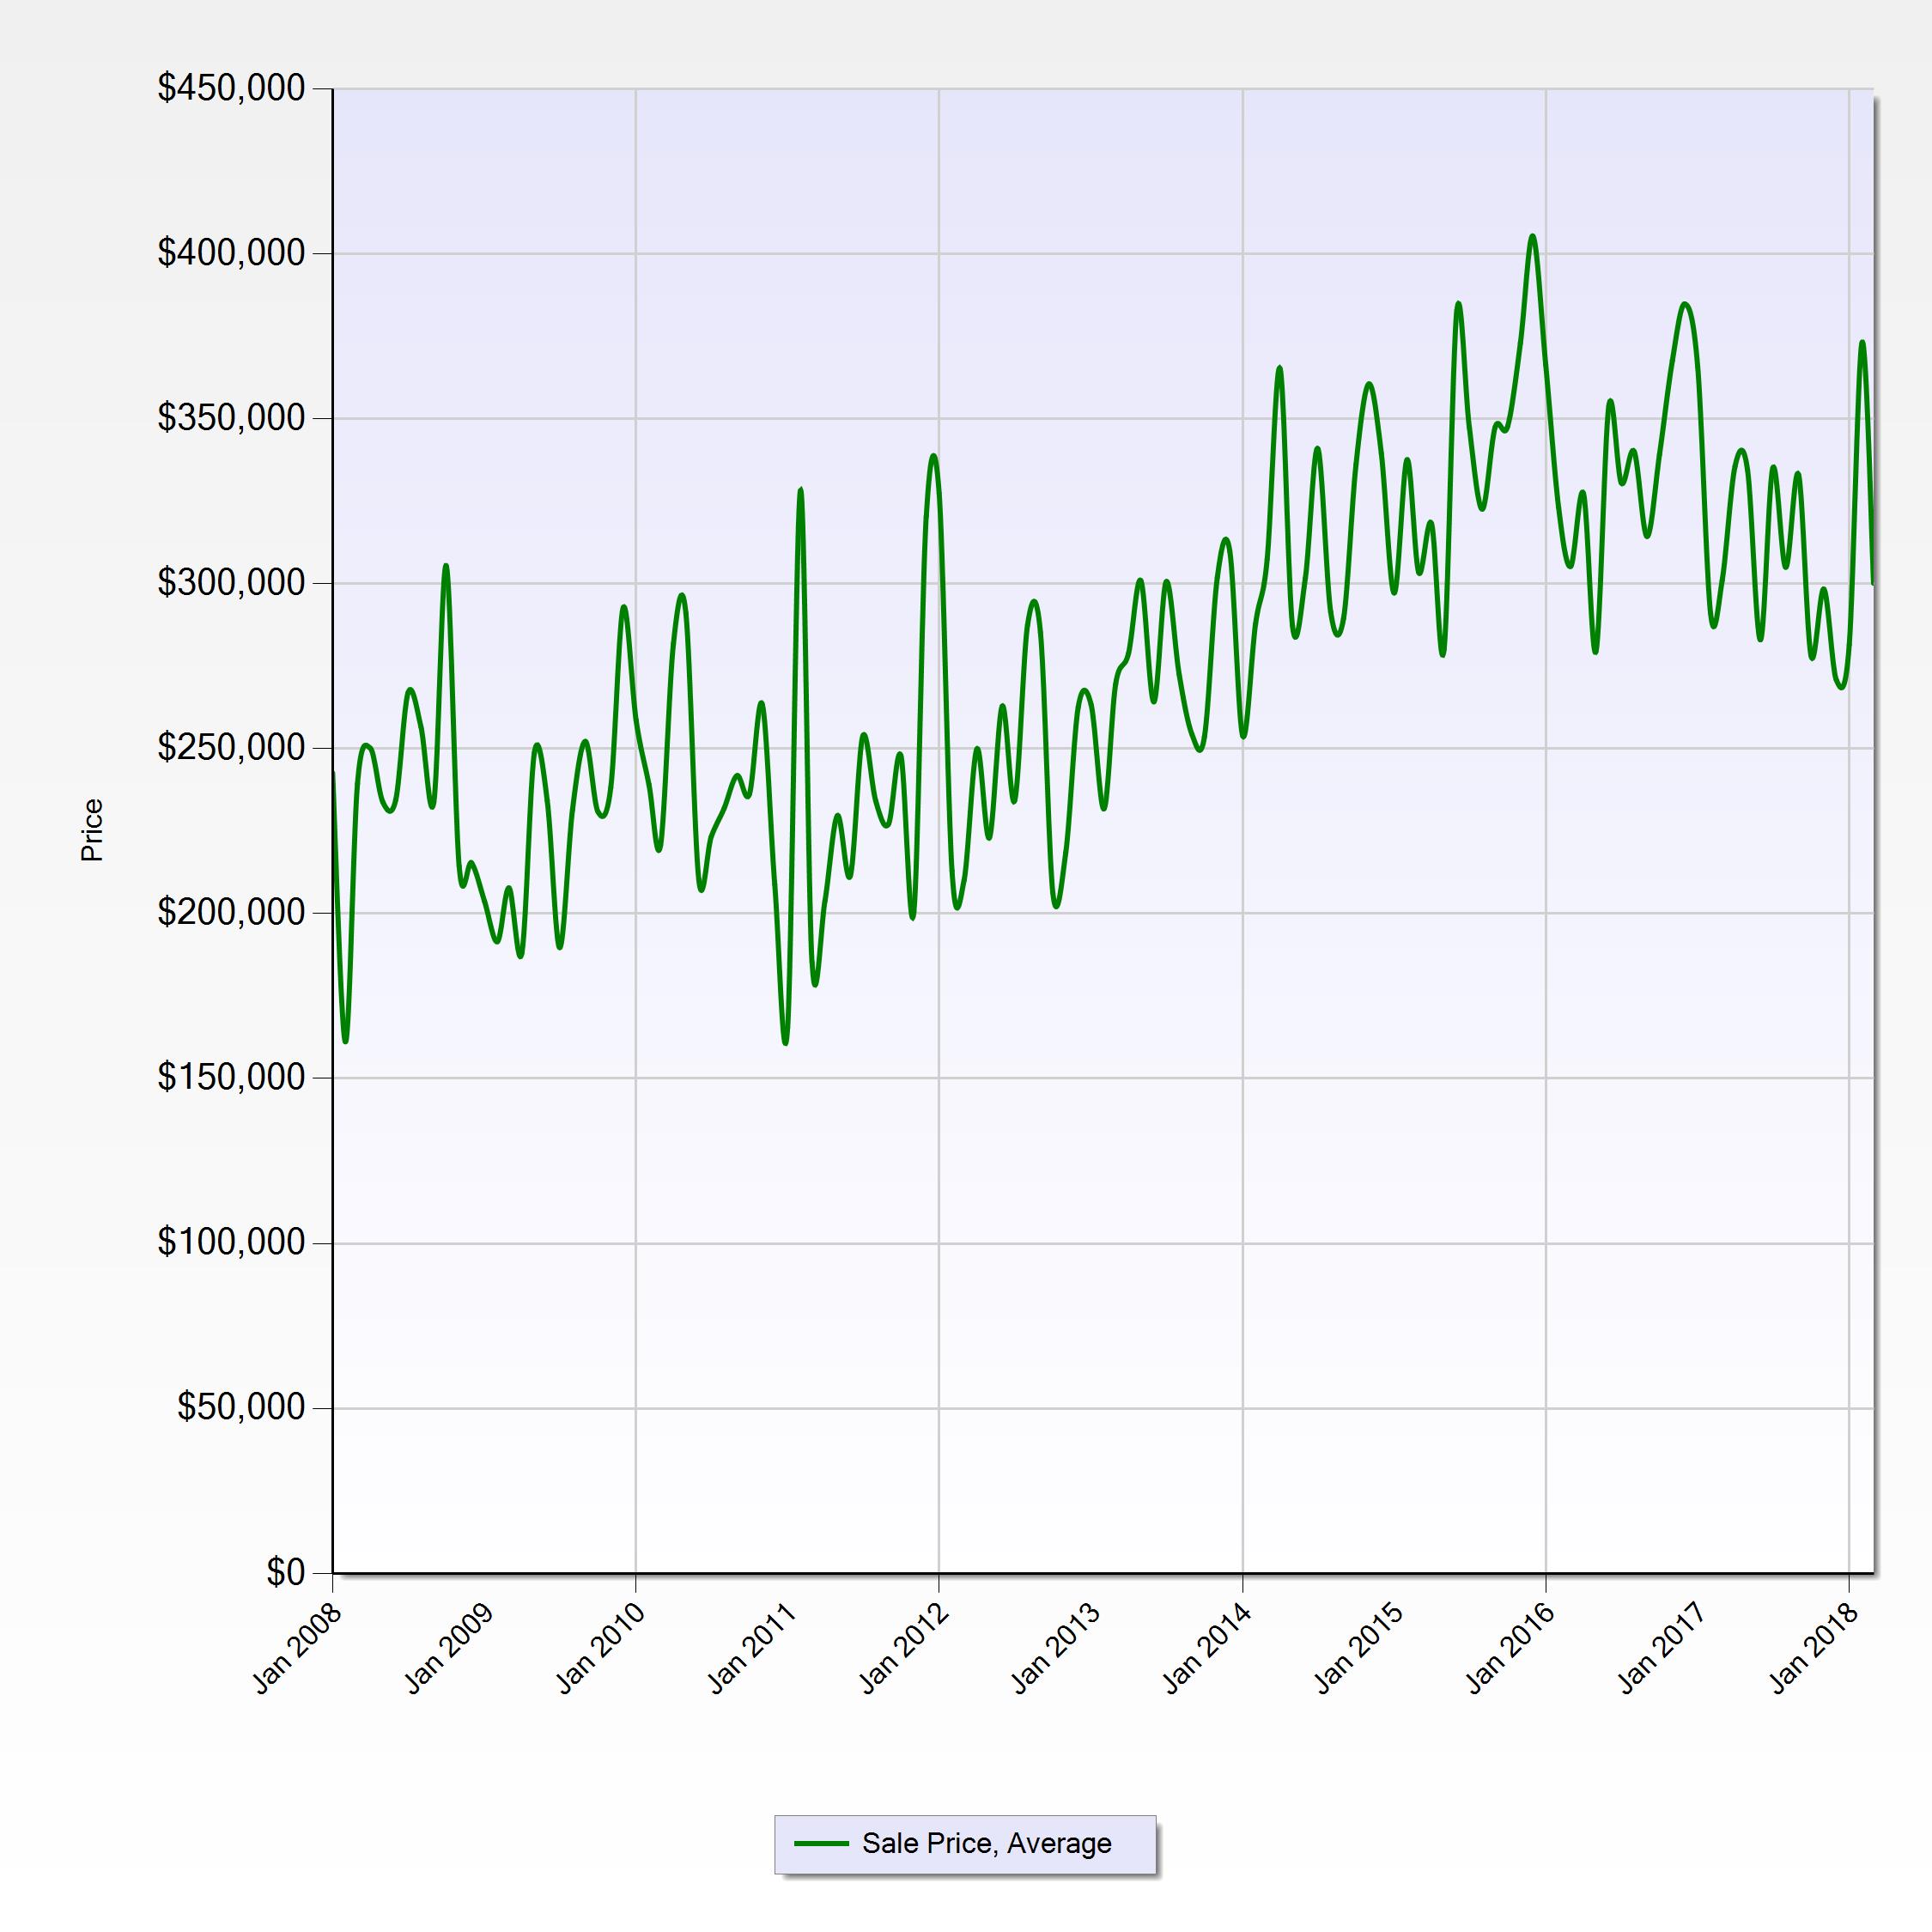 $450,000
$400,000
$350,000
$300,000
$250,000
$200,000
$150,000
$100,000
$50,000
$0
Price
Jan 2008
Jan 2009
Jan 2010
Jan 2011
Jan 2012
Jan 2013
Jan 2014
Jan 2015
Jan 2016
Jan 2017
Jan 2018
Sale Price, Average